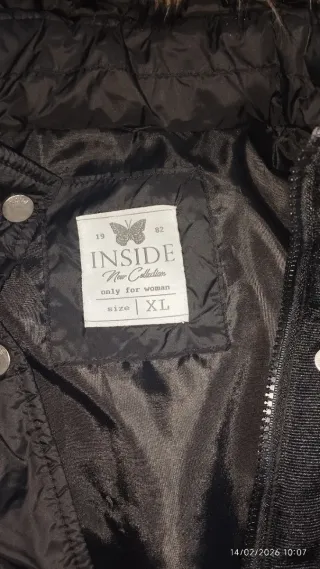 19 82
INSIDE
New Collection
only for woman
size | XL
14/02/2026 10:07